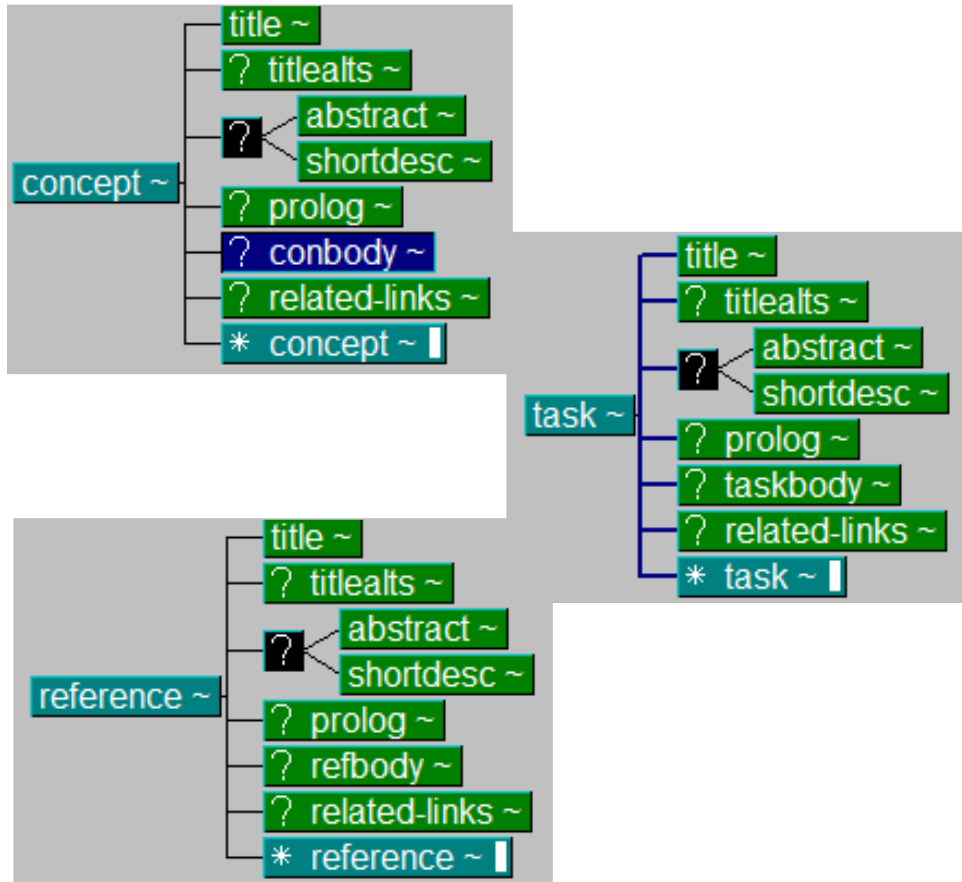 title ~
? titlealts ~
?
abstract ~
shortdesc ~
concept ~
? prolog ~
? conbody ~
? related-links ~
* concept ~
title ~
? titlealts ~
?
abstract ~
shortdesc ~
task ~
? prolog ~
? taskbody ~
? related-links ~
* task ~
title ~
? titlealts ~
?
abstract ~
shortdesc ~
reference ~
? prolog ~
? refbody ~
? related-links ~
* reference ~